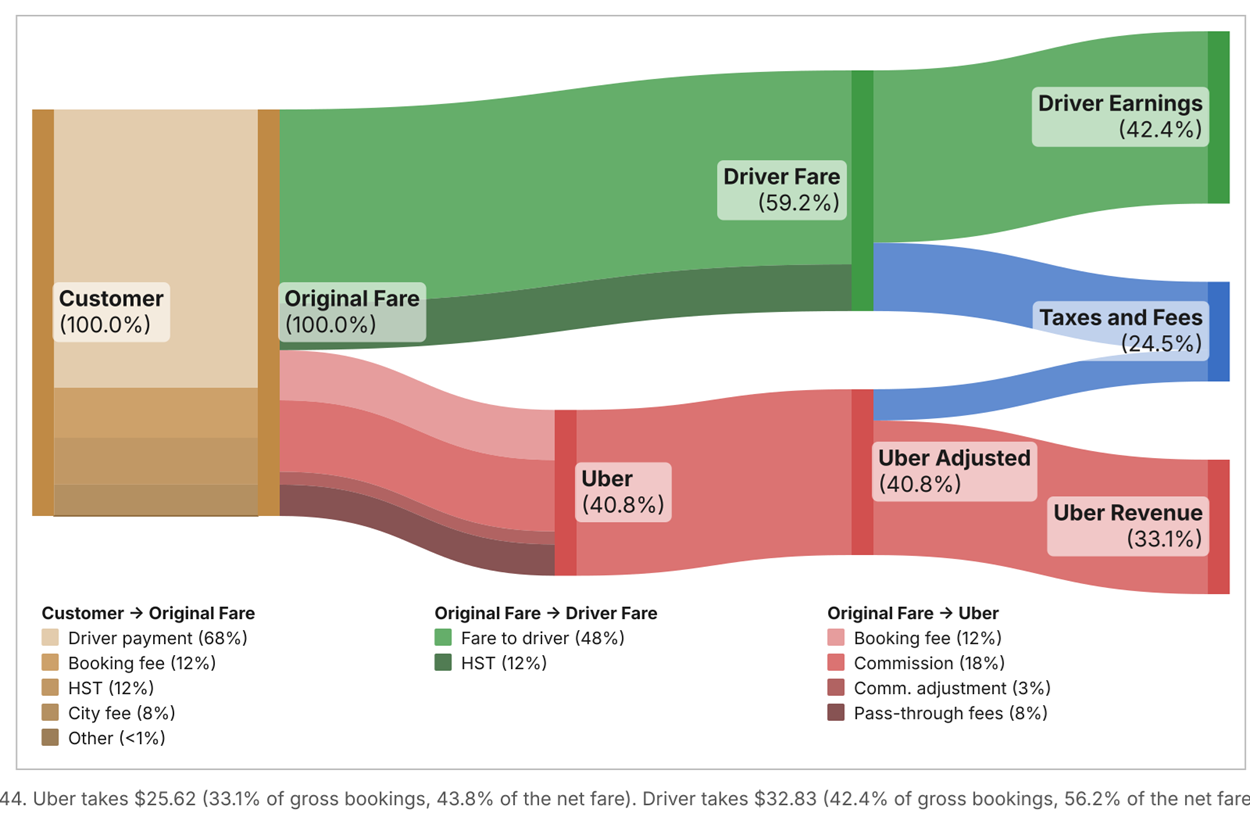 Driver Earnings
(42.4%)
Driver Fare
(59.2%)
Customer
(100.0%)
Original Fare
(100.0%)
Taxes and Fees
(24.5%)
Uber
(40.8%)
Uber Adjusted
(40.8%)
Uber Revenue
(33.1%)
Customer → Original Fare
Driver payment (68%)
Booking fee (12%)
HST (12%)
City fee (8%)
Other (<1%)
Original Fare → Driver Fare
Fare to driver (48%)
HST (12%)
Original Fare → Uber
Booking fee (12%)
Commission (18%)
Comm. adjustment (3%)
Pass-through fees (8%)
44. Uber takes $25.62 (33.1% of gross bookings, 43.8% of the net fare). Driver takes $32.83 (42.4% of gross bookings, 56.2% of the net fare